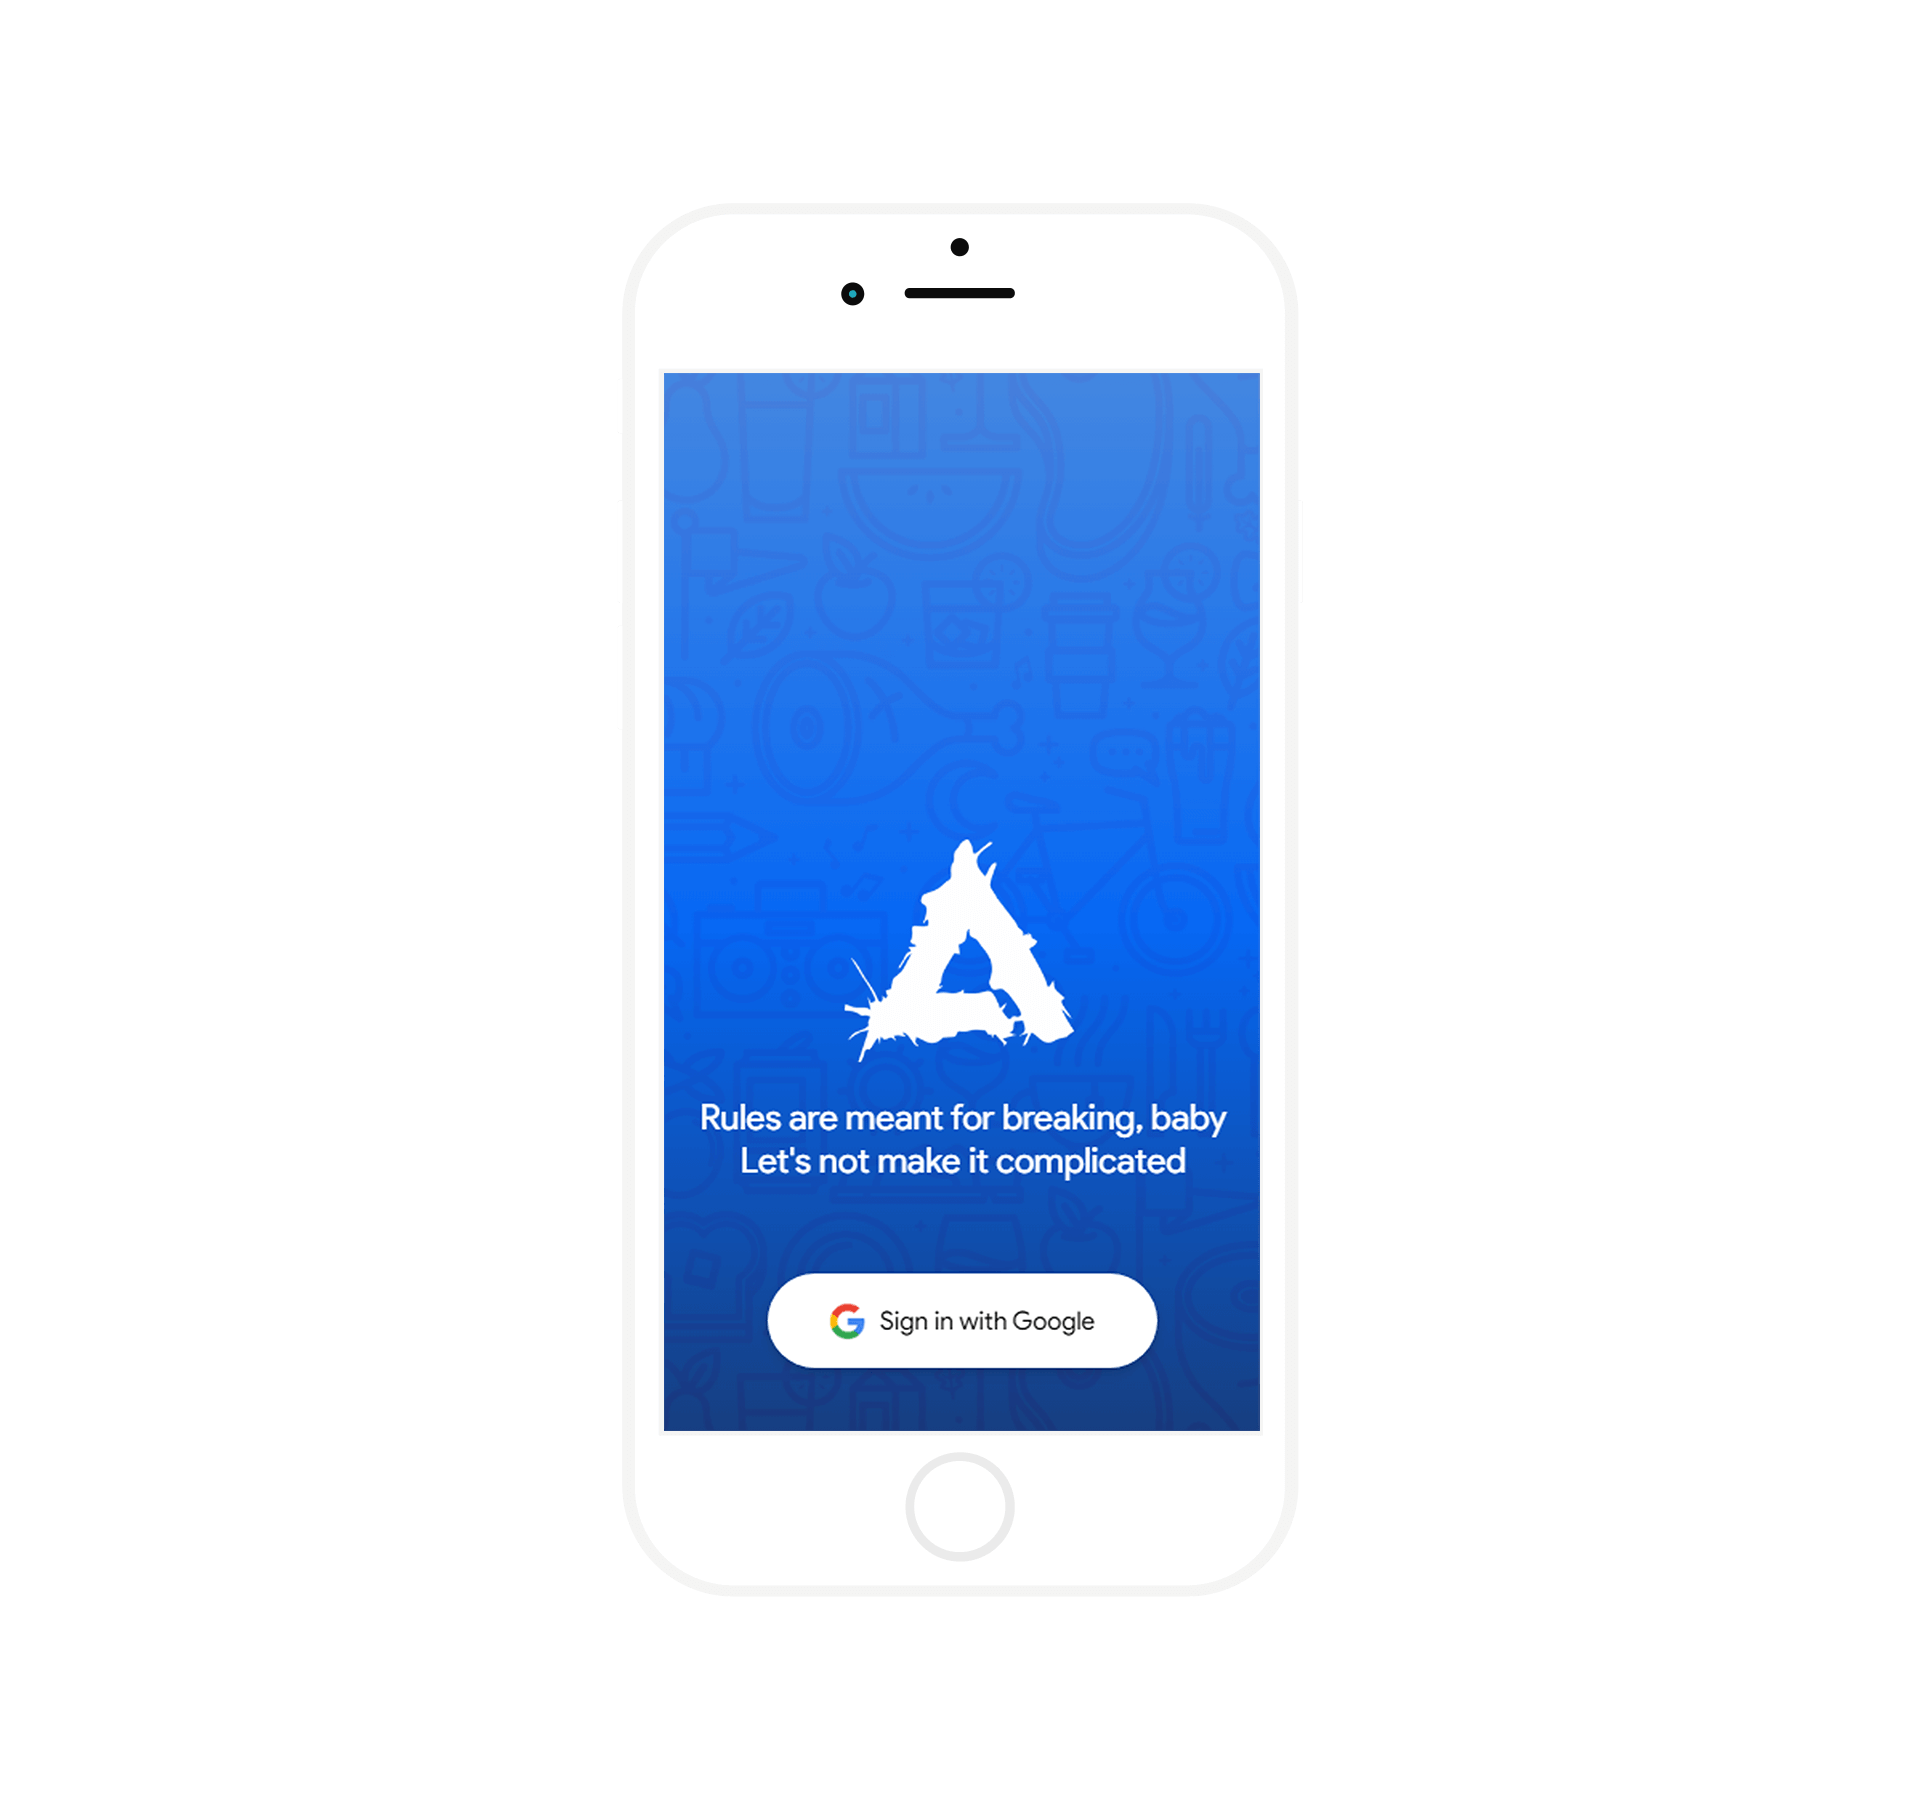 A
Rules are meant for breaking, baby
Let's not make it complicated
Sign in with Google